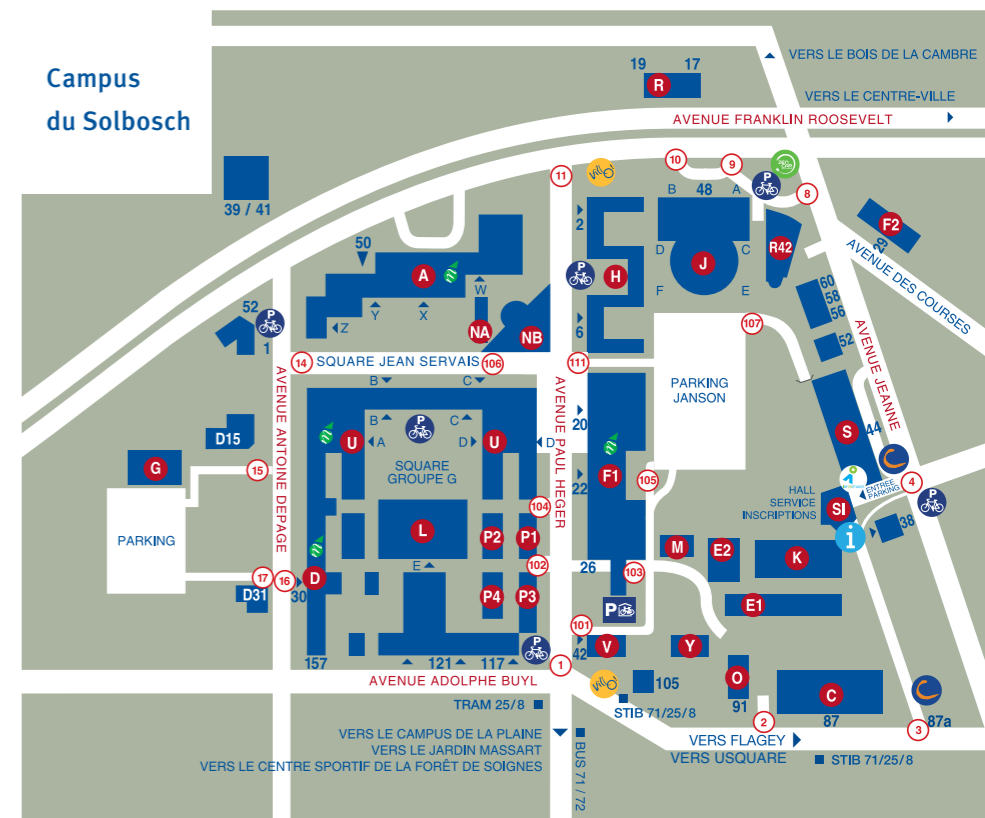 Campus
du Solbosch
VERS LE BOIS DE LA CAMBRE
VERS LE CENTRE-VILLE
AVENUE FRANKLIN ROOSEVELT
19
17
R
39 / 41
11
10
9
8
P
B
48
A
2
50
A
W
Y
X
Z
H
D
C
J
F
E
R42
F2
29
AVENUE DES COURSES
60
58
56
52
AVENUE JEANNE
52
P
1
NA
NB
P
6
107
14
SQUARE JEAN SERVAIS
106
111
AVENUE ANTOINE DEPAGE
AVENUE PAUL HEGER
PARKING
JANSON
B
C
B
C
P
U
A
D
U
D
20
SQUARE
GROUPE G
D15
G
15
F1
22
105
S
44
ENTRÉE
PARKING
4
P
HALL
SERVICE
INSCRIPTIONS
SI
i
38
PARKING
104
L
P2
P1
M
E2
K
E
102
26
103
17
16
D
30
D31
P4
P3
P
E1
101
V
42
Y
O
91
C
87
87a
P
1
157
121
117
AVENUE ADOLPHE BUYL
105
2
3
TRAM 25/8
STIB 71/25/8
VERS LE CAMPUS DE LA PLAINE
VERS LE JARDIN MASSART
VERS LE CENTRE SPORTIF DE LA FORÊT DE SOIGNES
BUS 71 / 72
VERS FLAGEY
VERS USQUARE
STIB 71/25/8